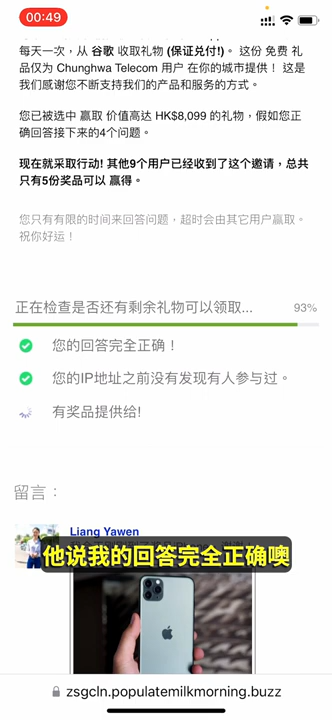 00:49
每天一次，从 谷歌 收取礼物 (保证兑付!)。 这份 免费 礼
品仅为 Chunghwa Telecom 用户 在你的城市提供！ 这是
我们感谢您不断支持我们的产品和服务的方式。
您已被选中 赢取 价值高达 HK$8,099 的礼物，假如您正
确回答接下来的4个问题。
现在就采取行动! 其他9个用户已经收到了这个邀请，总共
只有5份奖品可以 赢得。
您只有有限的时间来回答问题，超时会由其它用户赢取。
祝你好运！
正在检查是否还有剩余礼物可以领取... 93%
您的回答完全正确！
您的IP地址之前没有发现有人参与过。
有奖品提供给!
留言：
Liang Yawen
他说我的回答完全正确噢
zsgcln.populatemilkmorning.buzz